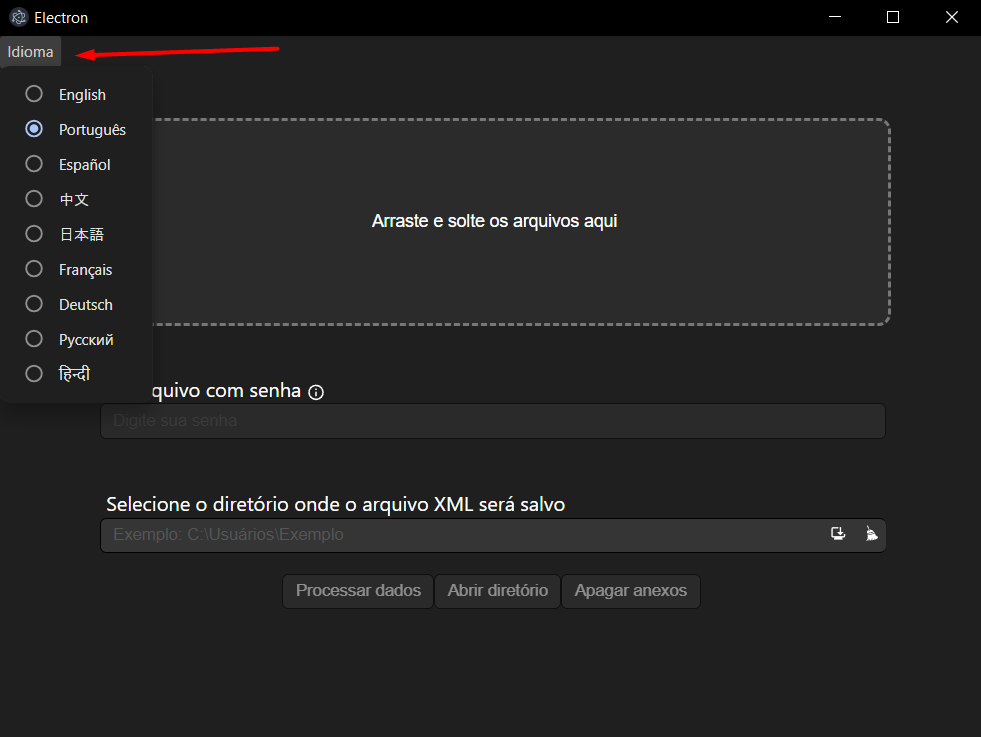 Electron
Idioma
English
Português
Español
中文
日本語
Français
Deutsch
Русский
हिन्दी
Arraste e solte os arquivos aqui
quivo com senha
Digite sua senha
Selecione o diretório onde o arquivo XML será salvo
Exemplo: C:\Usuários\Exemplo
Processar dados Abrir diretório Apagar anexos